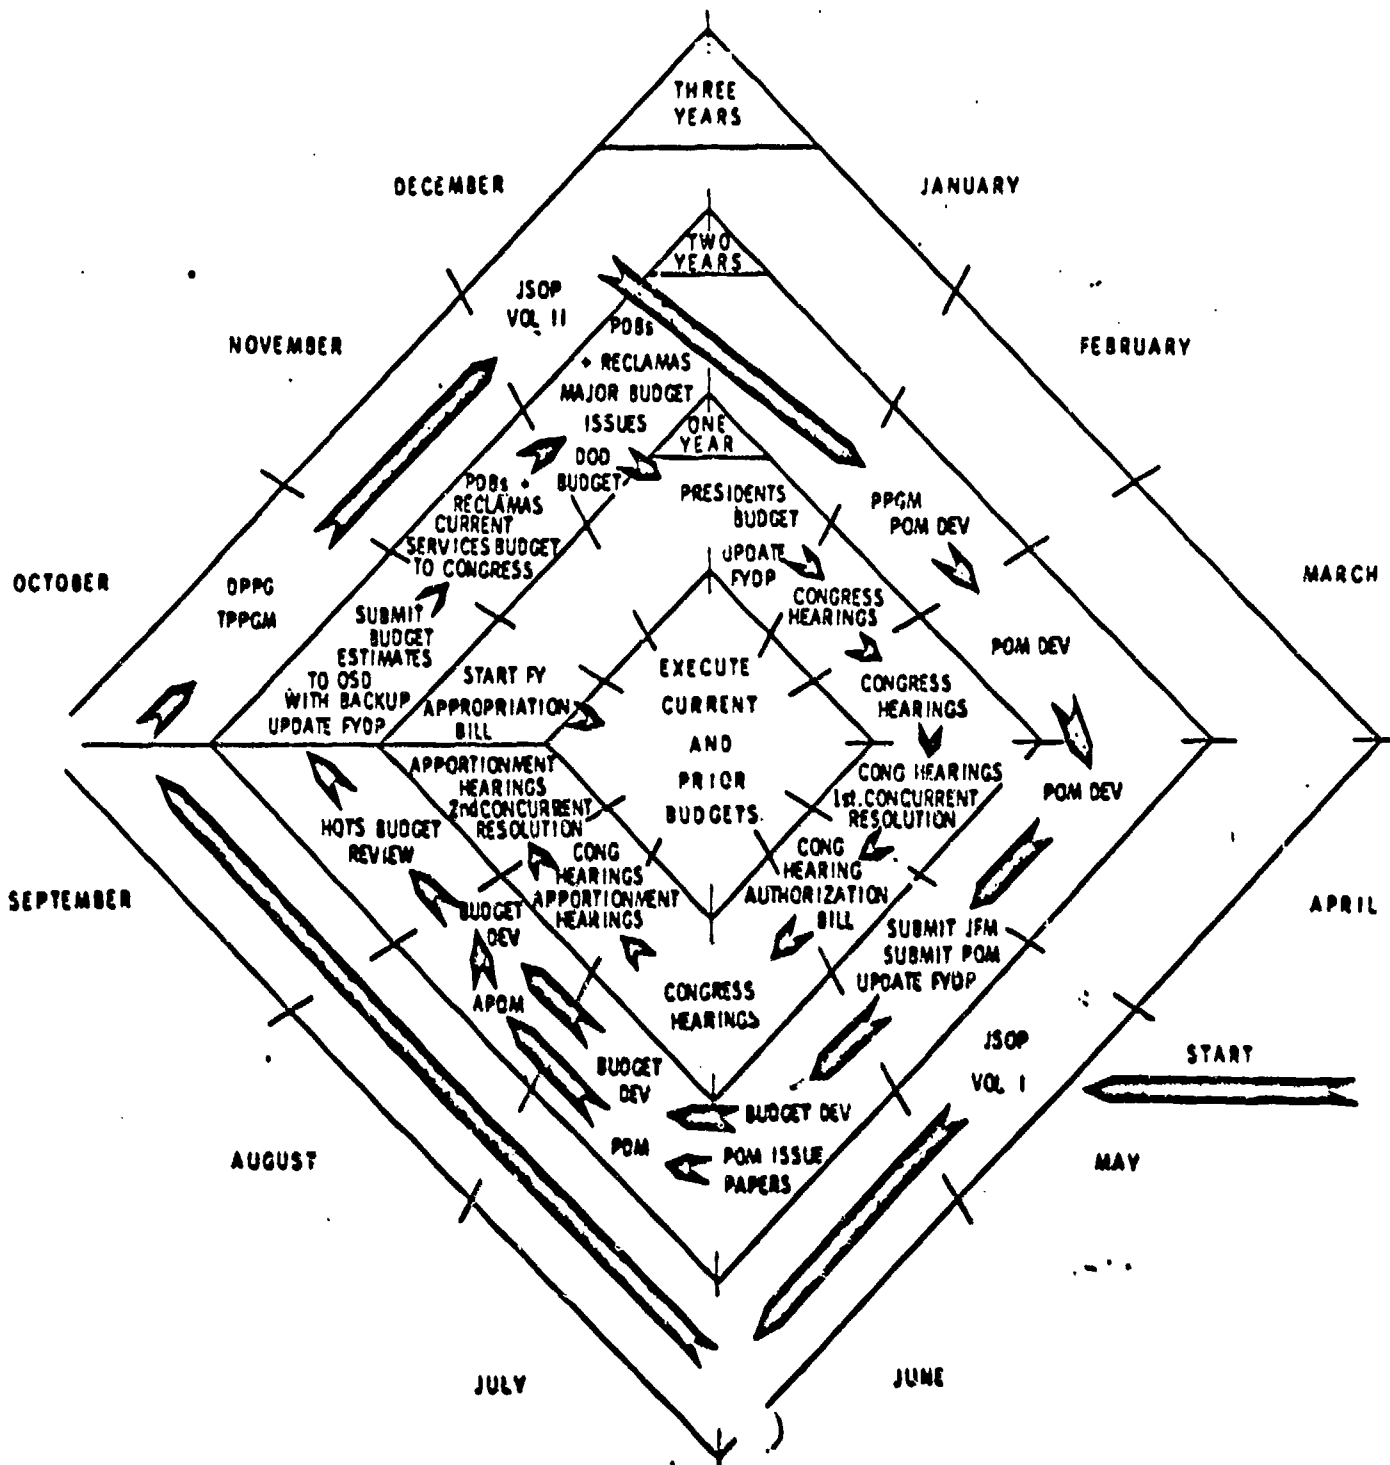 THREE
YEARS
DECEMBER
JANUARY
TWO
YEARS
JSOP
VOL II
NOVEMBER
FEBRUARY
PDBs
+ RECLAMAS
MAJOR BUDGET
ISSUES
ONE
YEAR
DOD
BUDGET
PDBs +
RECLAMAS
CURRENT
SERVICES BUDGET
TO CONGRESS
PRESIDENTS
BUDGET
PPGM
POM DEV
UPDATE
FYDP
OCTOBER
MARCH
DPPG
TPPGM
SUBMIT
BUDGET
ESTIMATES
TO OSD
WITH BACKUP
UPDATE FYDP
CONGRESS
HEARINGS
POM DEV
START FY
APPROPRIATION
BILL
EXECUTE
CURRENT
AND
PRIOR
BUDGETS
CONGRESS
HEARINGS
APPORTIONMENT
HEARINGS
2nd CONCURRENT
RESOLUTION
CONG HEARINGS
1st. CONCURRENT
RESOLUTION
POM DEV
HQTS BUDGET
REVIEW
CONG
HEARINGS
APPORTIONMENT
HEARINGS
CONG
HEARING
AUTHORIZATION
BILL
SEPTEMBER
APRIL
BUDGET
DEV
SUBMIT JFM
SUBMIT POM
UPDATE FYDP
APDM
CONGRESS
HEARINGS
JSOP
VOL I
START
BUDGET
DEV
BUDGET DEV
PDM
POM ISSUE
PAPERS
AUGUST
MAY
JULY
JUNE